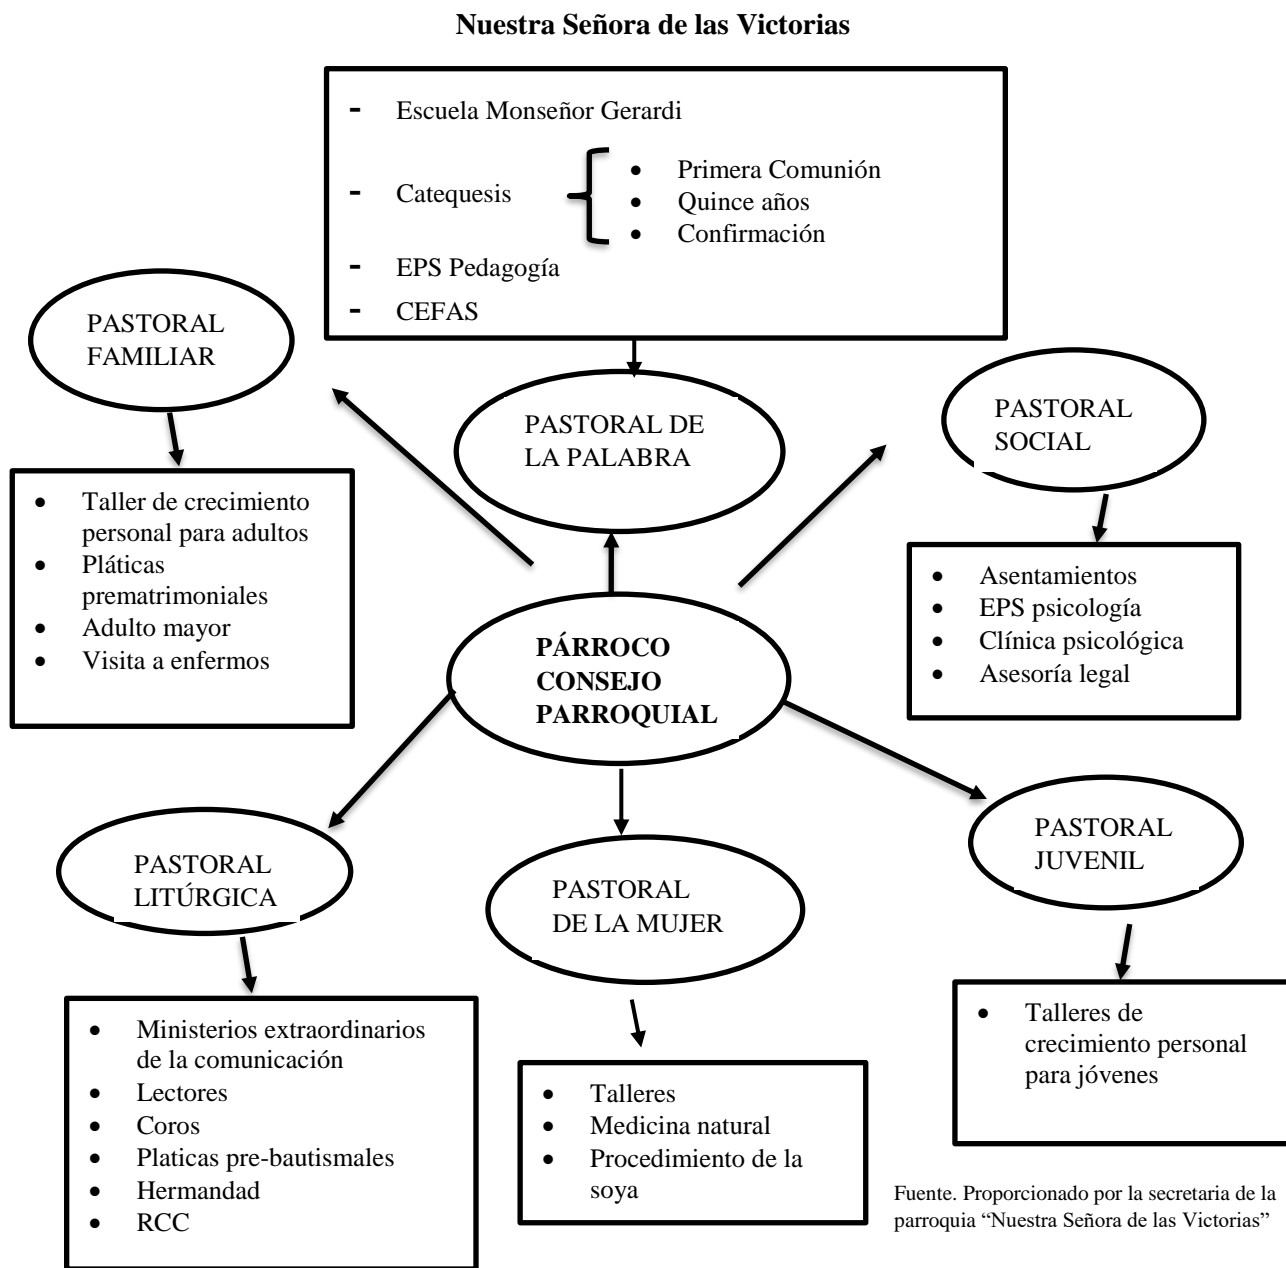 Nuestra Señora de las Victorias
- Escuela Monseñor Gerardi
- Catequesis
• Primera Comunión
• Quince años
• Confirmación
- EPS Pedagogía
- CEFAS
PASTORAL
FAMILIAR
PASTORAL DE
LA PALABRA
PASTORAL
SOCIAL
• Taller de crecimiento
personal para adultos
• Pláticas
prematrimoniales
• Adulto mayor
• Visita a enfermos
PÁRROCO
CONSEJO
PARROQUIAL
• Asentamientos
• EPS psicología
• Clínica psicológica
• Asesoría legal
PASTORAL
LITÚRGICA
PASTORAL
DE LA MUJER
PASTORAL
JUVENIL
• Ministerios extraordinarios
de la comunicación
• Lectores
• Coros
• Platicas pre-bautismales
• Hermandad
• RCC
• Talleres
• Medicina natural
• Procedimiento de la
soya
• Talleres de
crecimiento personal
para jóvenes
Fuente. Proporcionado por la secretaria de la
parroquia “Nuestra Señora de las Victorias”